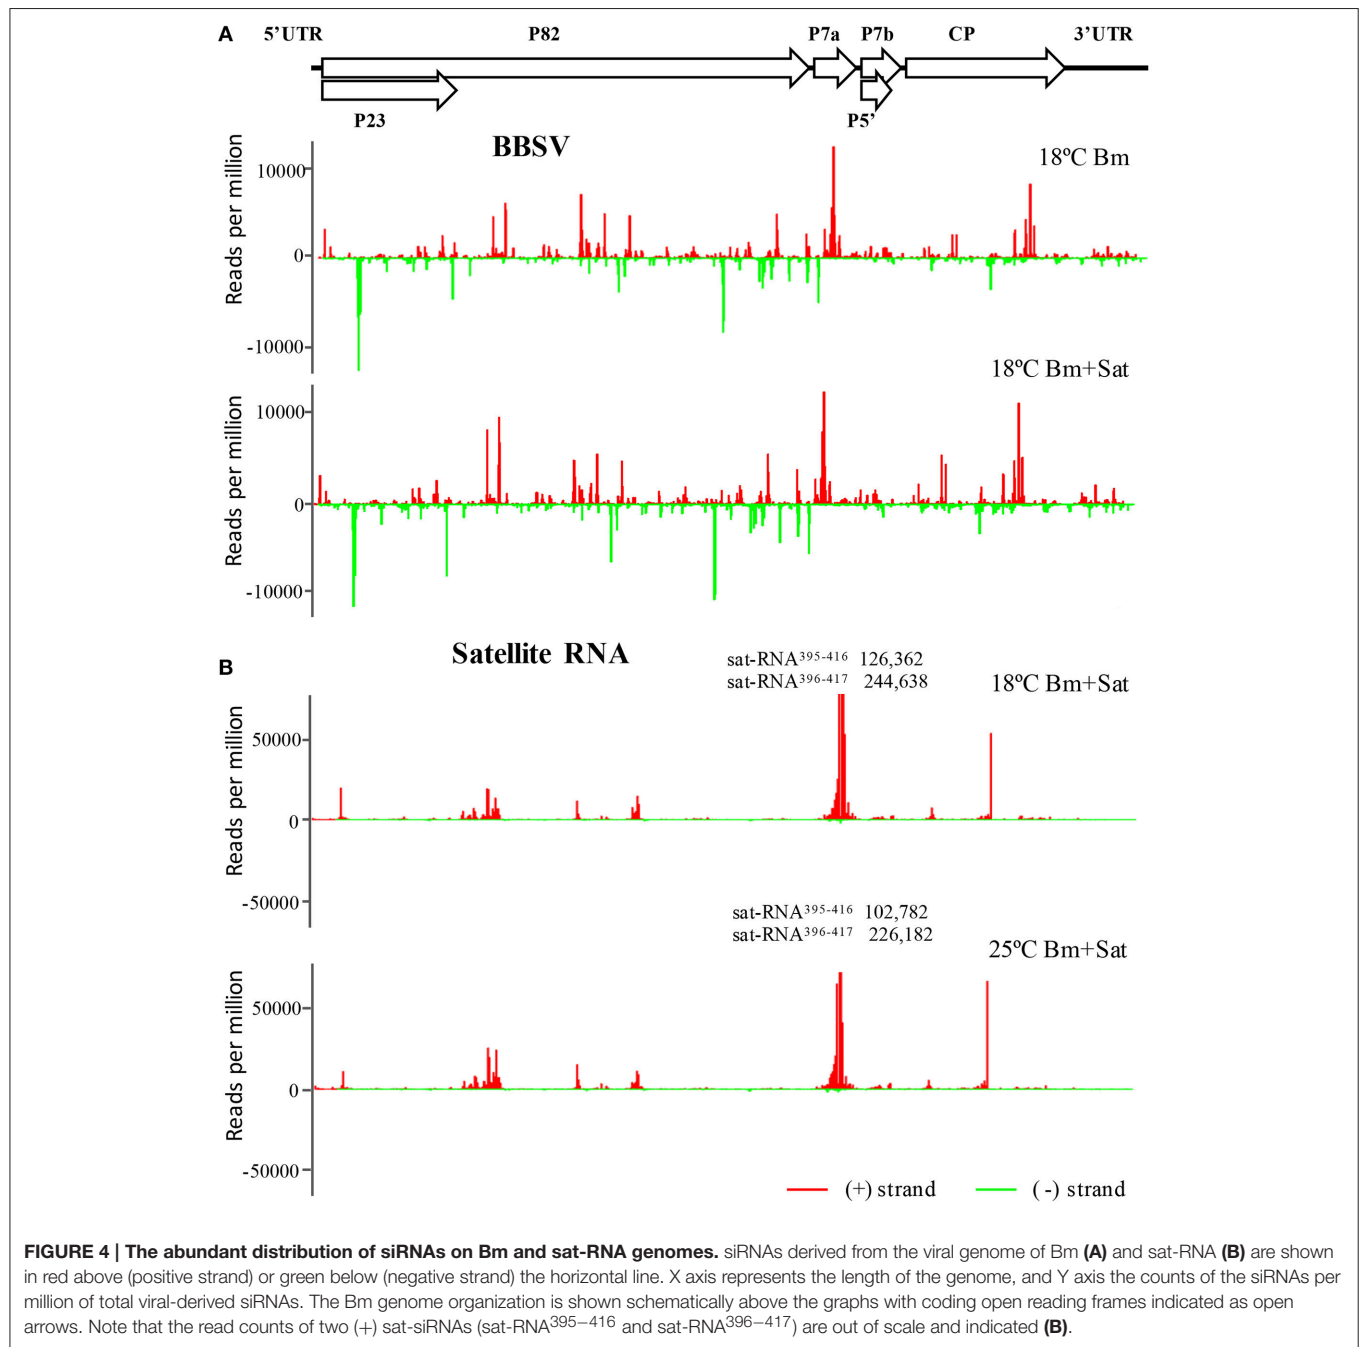 A
5'UTR P82 P7a P7b CP 3'UTR
P23 P5'
BBSV
18ºC Bm
Reads per million
10000
0
-10000
18ºC Bm+Sat
Reads per million
10000
0
-10000
B
Satellite RNA
sat-RNA395-416 126,362
sat-RNA396-417 244,638
18ºC Bm+Sat
Reads per million
50000
0
-50000
sat-RNA395-416 102,782
sat-RNA396-417 226,182
25ºC Bm+Sat
Reads per million
50000
0
-50000
(+) strand (-) strand
FIGURE 4 | The abundant distribution of siRNAs on Bm and sat-RNA genomes. siRNAs derived from the viral genome of Bm (A) and sat-RNA (B) are shown
in red above (positive strand) or green below (negative strand) the horizontal line. X axis represents the length of the genome, and Y axis the counts of the siRNAs per
million of total viral-derived siRNAs. The Bm genome organization is shown schematically above the graphs with coding open reading frames indicated as open
arrows. Note that the read counts of two (+) sat-siRNAs (sat-RNA395−416 and sat-RNA396−417) are out of scale and indicated (B).